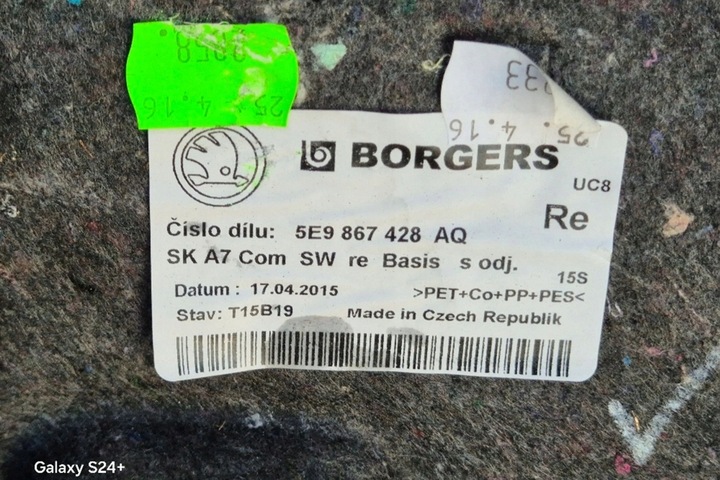 25.4.16
033
25.4.16
BORGERS
UC8
Re
Číslo dílu: 5E9 867 428 AQ
SK A7 Com SW re Basis s odj.
15S
Datum : 17.04.2015 >PET+Co+PP+PES<
Stav: T15B19 Made in Czech Republik
Galaxy S24+